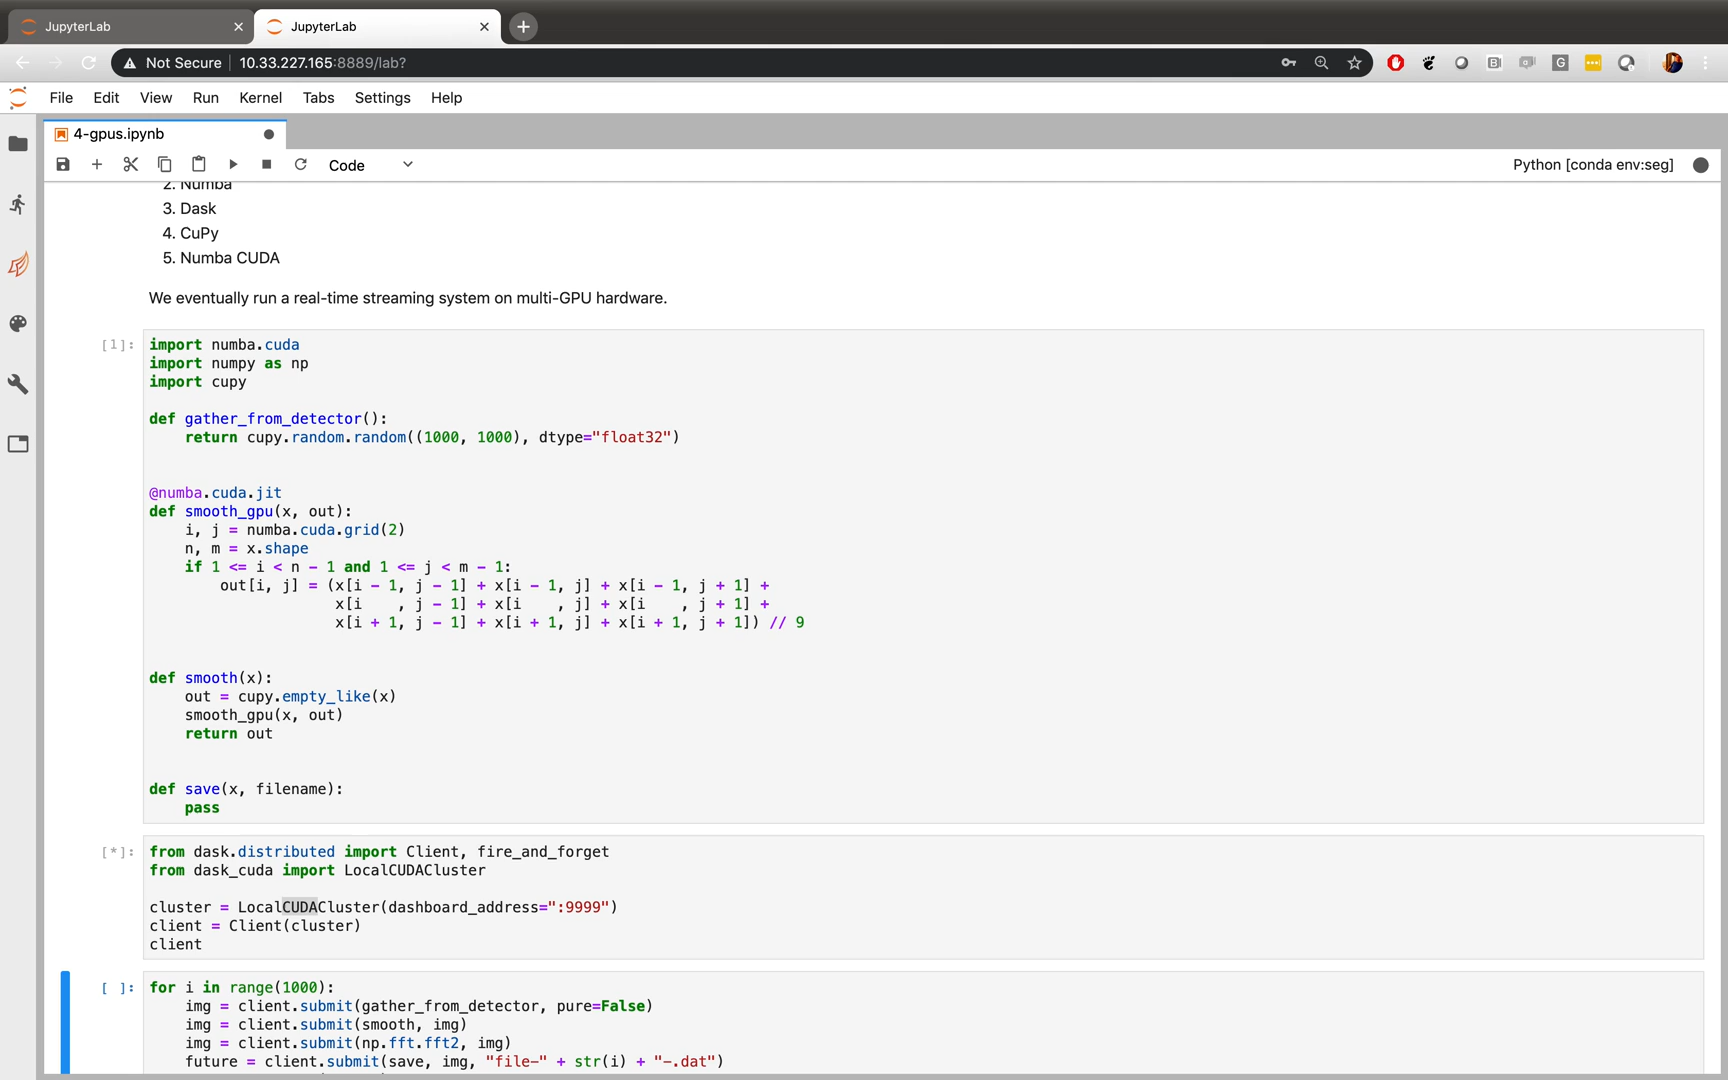 JupyterLab
JupyterLab
Not Secure 10.33.227.165:8889/lab?
File Edit View Run Kernel Tabs Settings Help
4-gpus.ipynb
Code
Python [conda env:seg]
2. Numba
3. Dask
4. CuPy
5. Numba CUDA
We eventually run a real-time streaming system on multi-GPU hardware.
[1]:
import numba.cuda
import numpy as np
import cupy
def gather_from_detector():
    return cupy.random.random((1000, 1000), dtype="float32")
@numba.cuda.jit
def smooth_gpu(x, out):
    i, j = numba.cuda.grid(2)
    n, m = x.shape
    if 1 <= i < n - 1 and 1 <= j < m - 1:
        out[i, j] = (x[i - 1, j - 1] + x[i - 1, j] + x[i - 1, j + 1] +
                     x[i    , j - 1] + x[i    , j] + x[i    , j + 1] +
                     x[i + 1, j - 1] + x[i + 1, j] + x[i + 1, j + 1]) // 9
def smooth(x):
    out = cupy.empty_like(x)
    smooth_gpu(x, out)
    return out
def save(x, filename):
    pass
[*]:
from dask.distributed import Client, fire_and_forget
from dask_cuda import LocalCUDACluster
cluster = LocalCUDACluster(dashboard_address=":9999")
client = Client(cluster)
client
[ ]:
for i in range(1000):
    img = client.submit(gather_from_detector, pure=False)
    img = client.submit(smooth, img)
    img = client.submit(np.fft.fft2, img)
    future = client.submit(save, img, "file-" + str(i) + "-.dat")